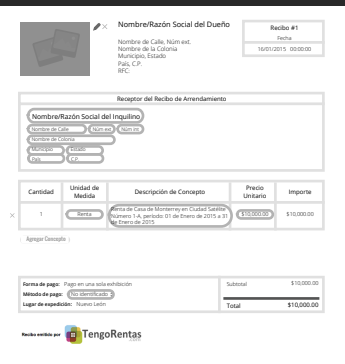 Nombre/Razón Social del Dueño
Nombre de Calle, Núm ext.
Nombre de la Colonia
Municipio, Estado
País, C.P.
RFC:
Recibo #1
Fecha
16/01/2015 00:00:00
Receptor del Recibo de Arrendamiento
Nombre/Razón Social del Inquilino
Nombre de Calle Núm ext. Núm int.
Nombre de Colonia
Municipio Estado
País C.P.
Cantidad Unidad de Medida Descripción de Concepto Precio Unitario Importe
1 Renta Renta de Casa de Monterrey en Ciudad Satélite $10,000.00 $10,000.00
Número 1-A, periodo: 01 de Enero de 2015 a 31
de Enero de 2015
Agregar Concepto
Forma de pago: Pago en una sola exhibición
Método de pago: No identificado
Lugar de expedición: Nuevo León
Subtotal $10,000.00
Total $10,000.00
Recibo emitido por TengoRentas
.com